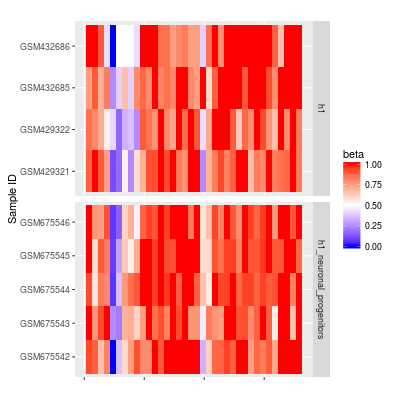 GSM432686
GSM432685
GSM429322
GSM429321
h1
GSM675546
GSM675545
GSM675544
GSM675543
GSM675542
h1_neuronal_progenitors
Sample ID
beta
1.00
0.75
0.50
0.25
0.00